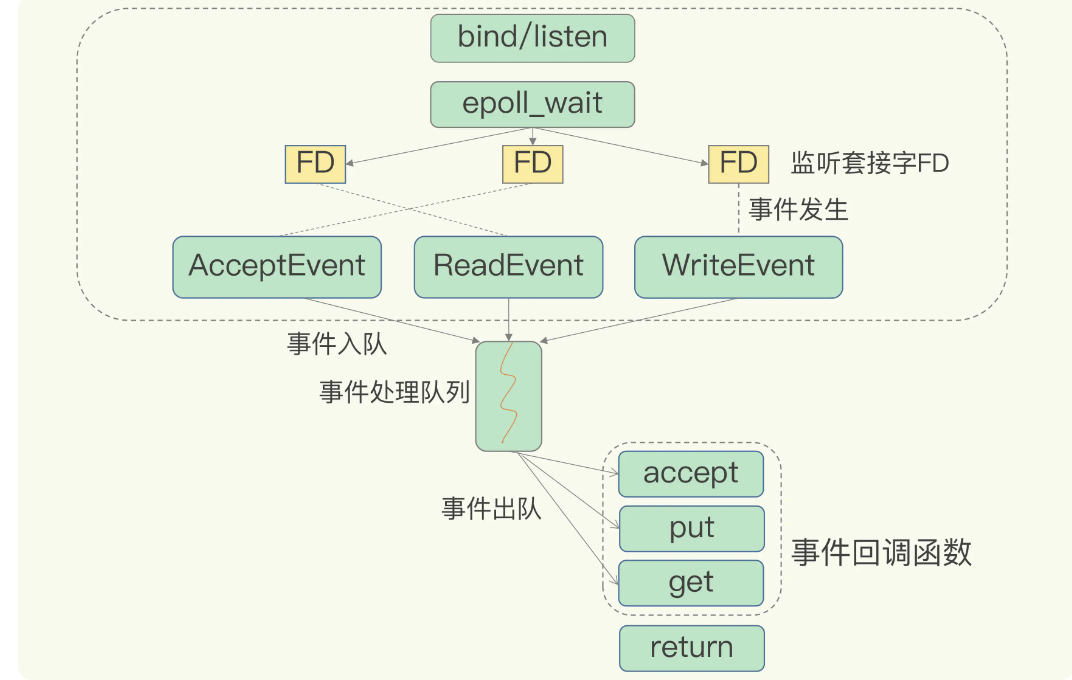 bind/listen
epoll_wait
FD
FD
FD
监听套接字FD
事件发生
AcceptEvent
ReadEvent
WriteEvent
事件入队
事件处理队列
事件出队
accept
put
get
事件回调函数
return